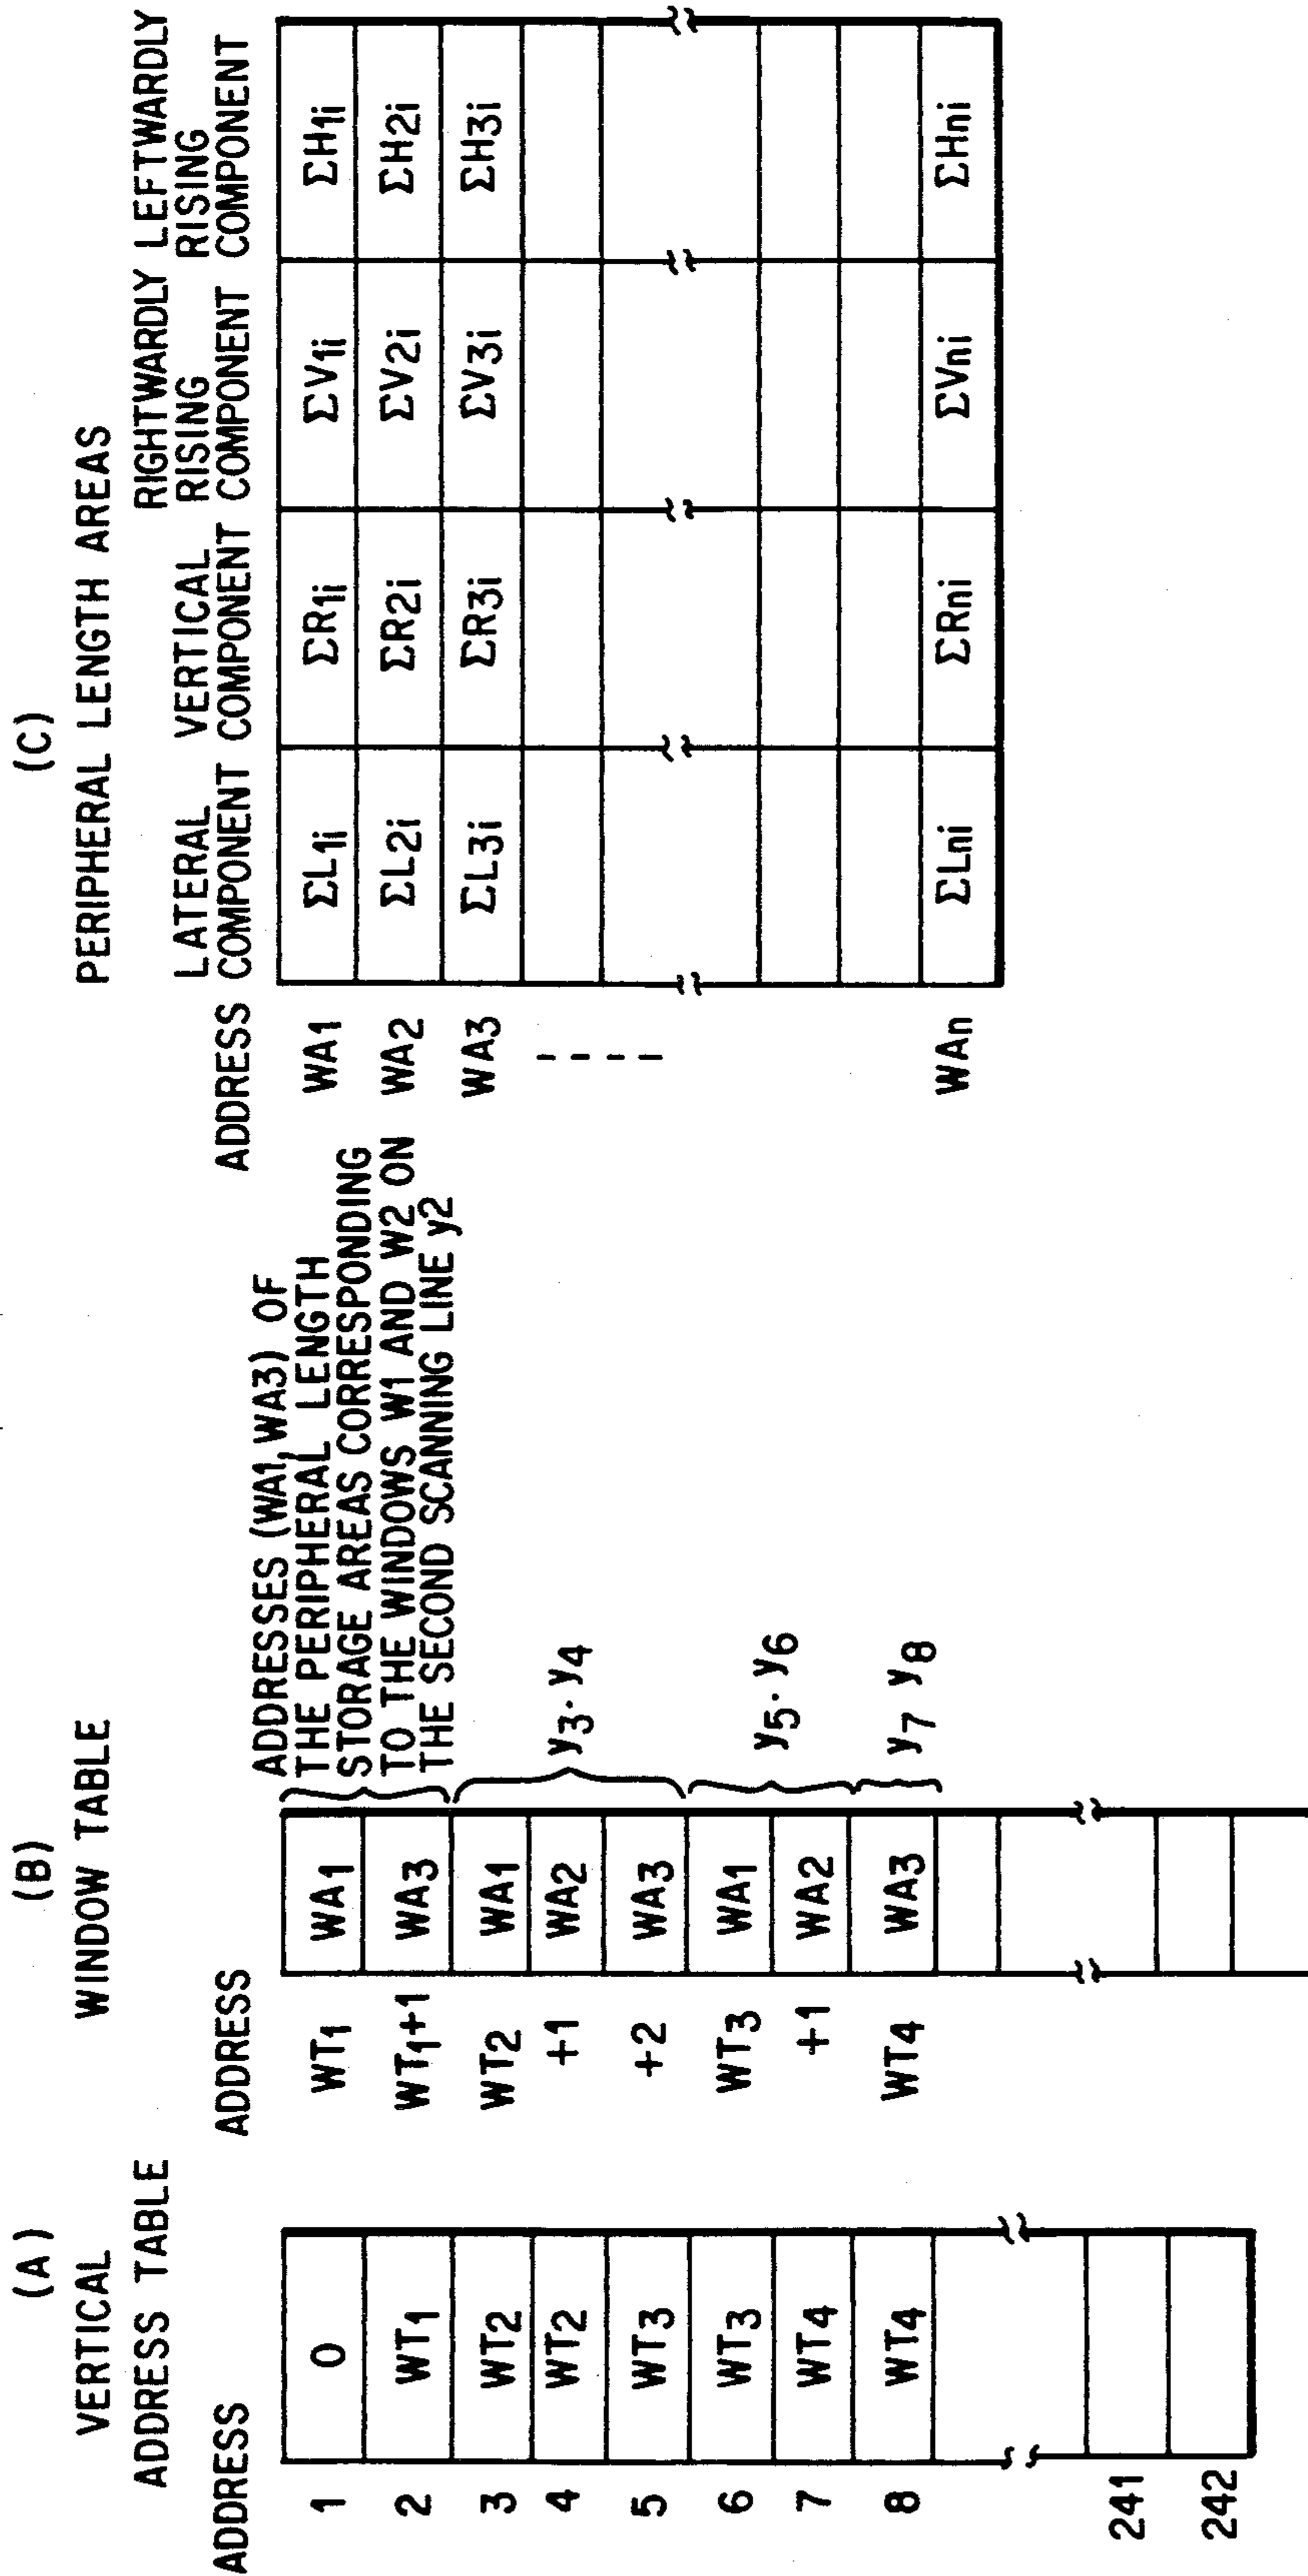 (A)
VERTICAL
ADDRESS TABLE
ADDRESS
1 0
2 WT1
3 WT2
4 WT2
5 WT3
6 WT3
7 WT4
8 WT4
241
242
(B)
WINDOW TABLE
ADDRESS
WT1 WA1
WT1+1 WA3
WT2 WA1
+1 WA2
+2 WA3
WT3 WA1
+1 WA2
WT4 WA3
ADDRESSES (WA1, WA3) OF
THE PERIPHERAL LENGTH
STORAGE AREAS CORRESPONDING
TO THE WINDOWS W1 AND W2 ON
THE SECOND SCANNING LINE y2
y3· y4
y5· y6
y7 y8
(C)
PERIPHERAL LENGTH AREAS
ADDRESS
LATERAL
COMPONENT
VERTICAL
COMPONENT
RIGHTWARDLY
RISING
COMPONENT
LEFTWARDLY
RISING
COMPONENT
WA1 ΣL1i ΣR1i ΣV1i ΣH1i
WA2 ΣL2i ΣR2i ΣV2i ΣH2i
WA3 ΣL3i ΣR3i ΣV3i ΣH3i
WAn ΣLni ΣRni ΣVni ΣHni